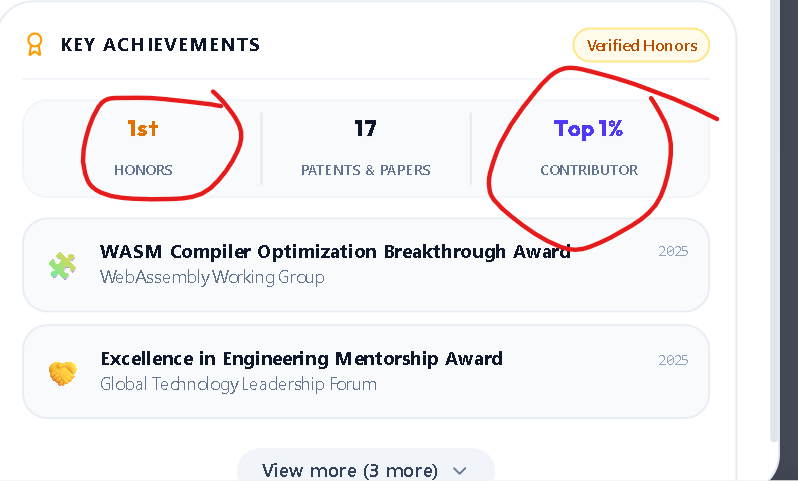 KEY ACHIEVEMENTS
Verified Honors
1st
17
Top 1%
HONORS
PATENTS & PAPERS
CONTRIBUTOR
WASM Compiler Optimization Breakthrough Award
2025
WebAssembly Working Group
Excellence in Engineering Mentorship Award
2025
Global Technology Leadership Forum
View more (3 more)